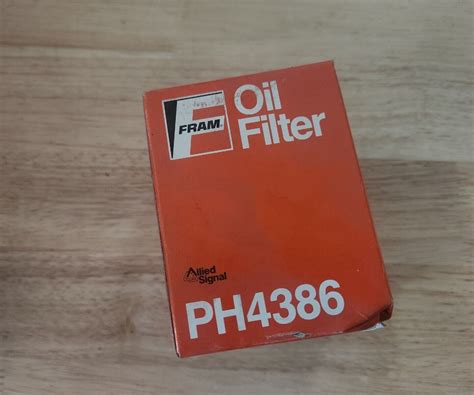 FRAM
Oil
Filter
Allied
Signal
PH4386